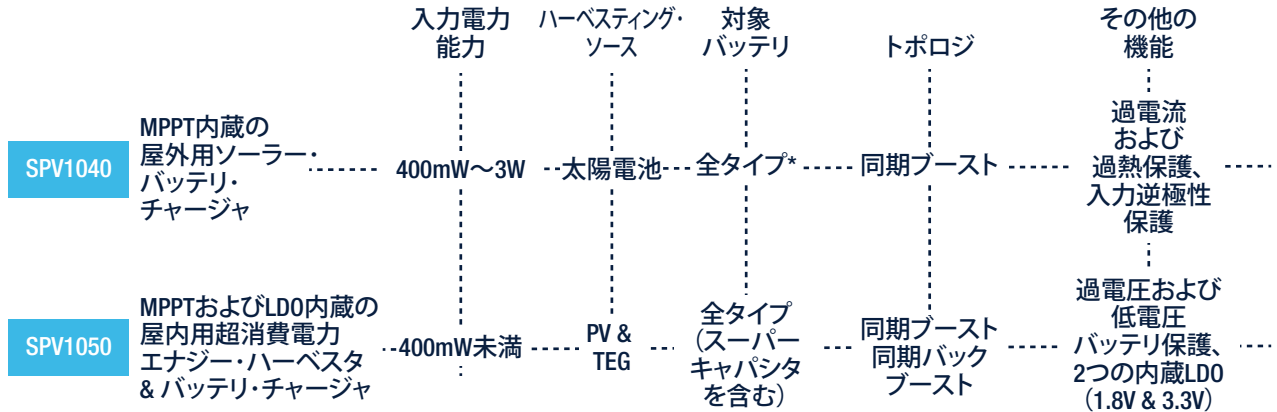 入力電力
能力
ハーベスティング・
ソース
対象
バッテリ
トポロジ
その他の
機能
SPV1040
MPPT内蔵の
屋外用ソーラー・
バッテリ・
チャージャ
400mW～3W
太陽電池
全タイプ*
同期ブースト
過電流
および
過熱保護、
入力逆極性
保護
SPV1050
MPPTおよびLDO内蔵の
屋内用超消費電力
エナジー・ハーベスタ
& バッテリ・チャージャ
400mW未満
PV &
TEG
全タイプ
（スーパー
キャパシタ
を含む）
同期ブースト
同期バック
ブースト
過電圧および
低電圧
バッテリ保護、
2つの内蔵LDO
（1.8V & 3.3V）